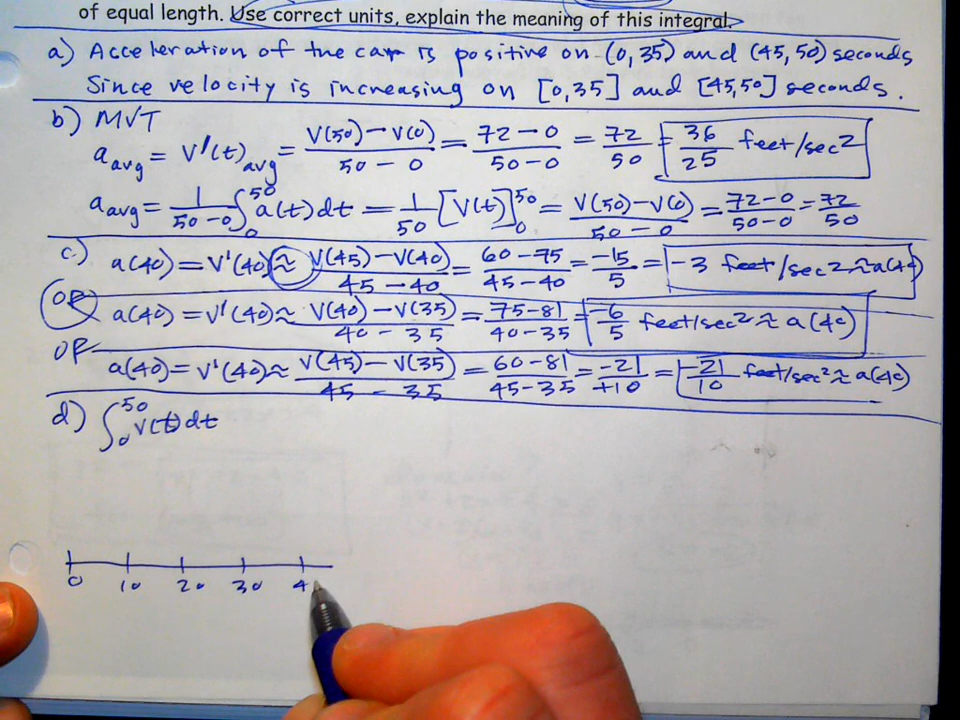 of equal length. Use correct units, explain the meaning of this integral.
a) Acceleration of the car is positive on (0,35) and (45,50) seconds
Since velocity is increasing on [0,35] and [45,50] seconds.
b) MVT
a avg = V'(t) avg = V(50)-V(0)/50-0 = 72-0/50-0 = 72/50 = 36/25 feet/sec²
a avg = 1/50-0 ∫₀⁵⁰ a(t)dt = 1/50 [V(t)]₀⁵⁰ = V(50)-V(0)/50-0 = 72-0/50-0 = 72/50
c.) a(40) = V'(40) ≈ V(45)-V(40)/45-40 = 60-75/45-40 = -15/5 = -3 feet/sec² ≈ a(40)
OR a(40) = V'(40) ≈ V(40)-V(35)/40-35 = 75-81/40-35 = -6/5 feet/sec² ≈ a(40)
OR a(40) = V'(40) ≈ V(45)-V(35)/45-35 = 60-81/45-35 = -21/+10 = -21/10 feet/sec² ≈ a(40)
d) ∫₀⁵⁰ V(t)dt
0 10 20 30 4